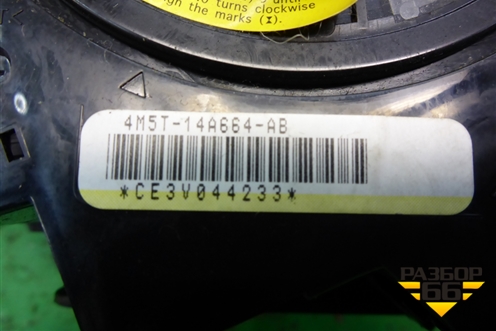 turns clockwise
the marks (I).
4M5T-14A664-AB
*CE3V044233*
РАЗБОР
66